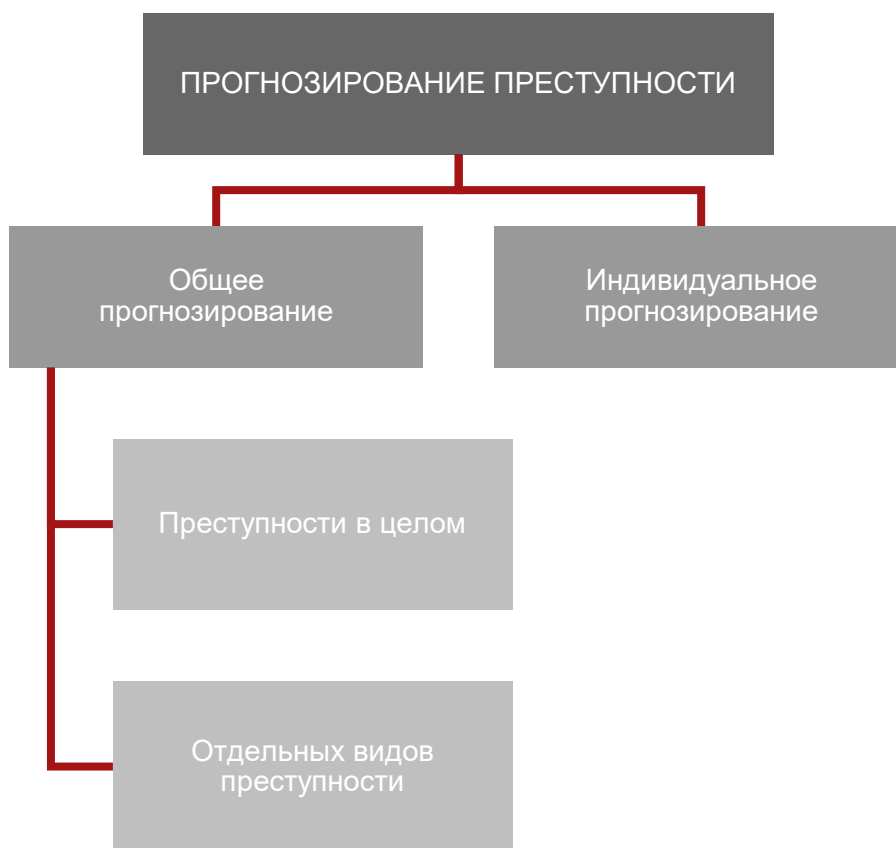 ПРОГНОЗИРОВАНИЕ ПРЕСТУПНОСТИ
Общее
прогнозирование
Индивидуальное
прогнозирование
Преступности в целом
Отдельных видов
преступности